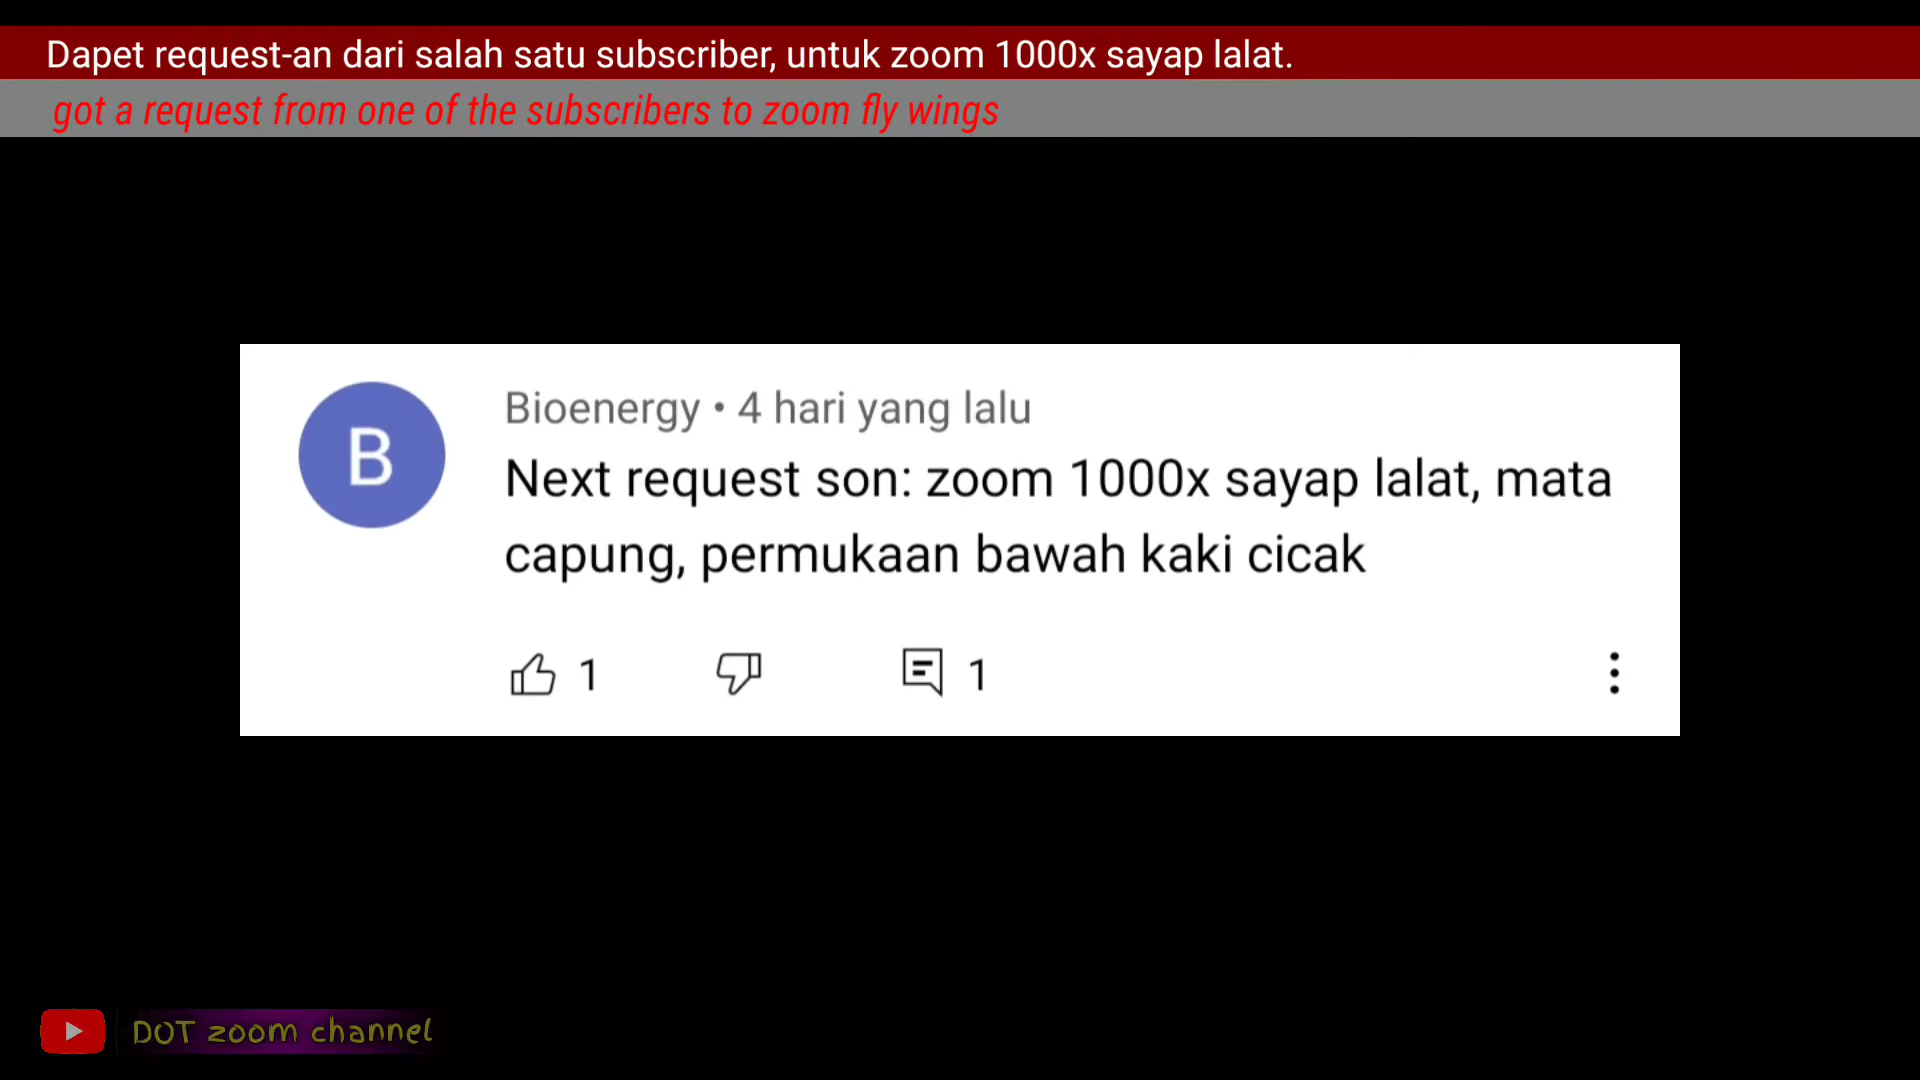 Dapet request-an dari salah satu subscriber, untuk zoom 1000x sayap lalat.
got a request from one of the subscribers to zoom fly wings
B
Bioenergy • 4 hari yang lalu
Next request son: zoom 1000x sayap lalat, mata
capung, permukaan bawah kaki cicak
1 1
DOT zoom channel